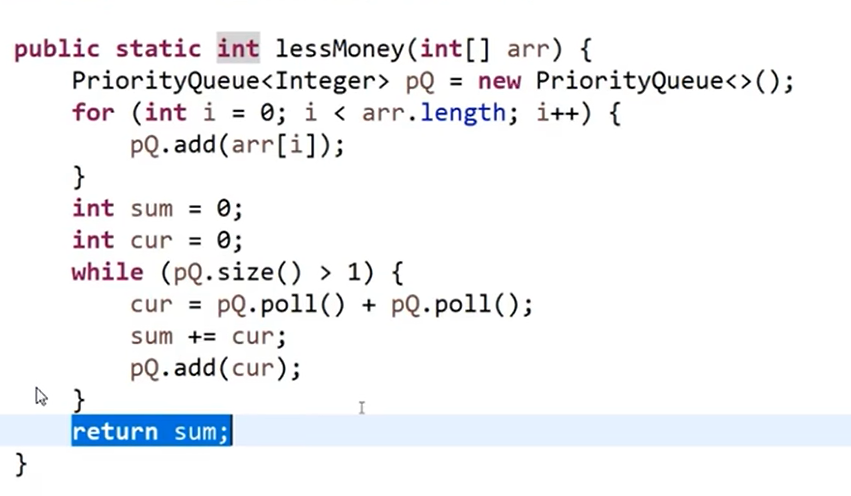 public static int lessMoney(int[] arr) {
    PriorityQueue<Integer> pQ = new PriorityQueue<>();
    for (int i = 0; i < arr.length; i++) {
        pQ.add(arr[i]);
    }
    int sum = 0;
    int cur = 0;
    while (pQ.size() > 1) {
        cur = pQ.poll() + pQ.poll();
        sum += cur;
        pQ.add(cur);
    }
    return sum;
}